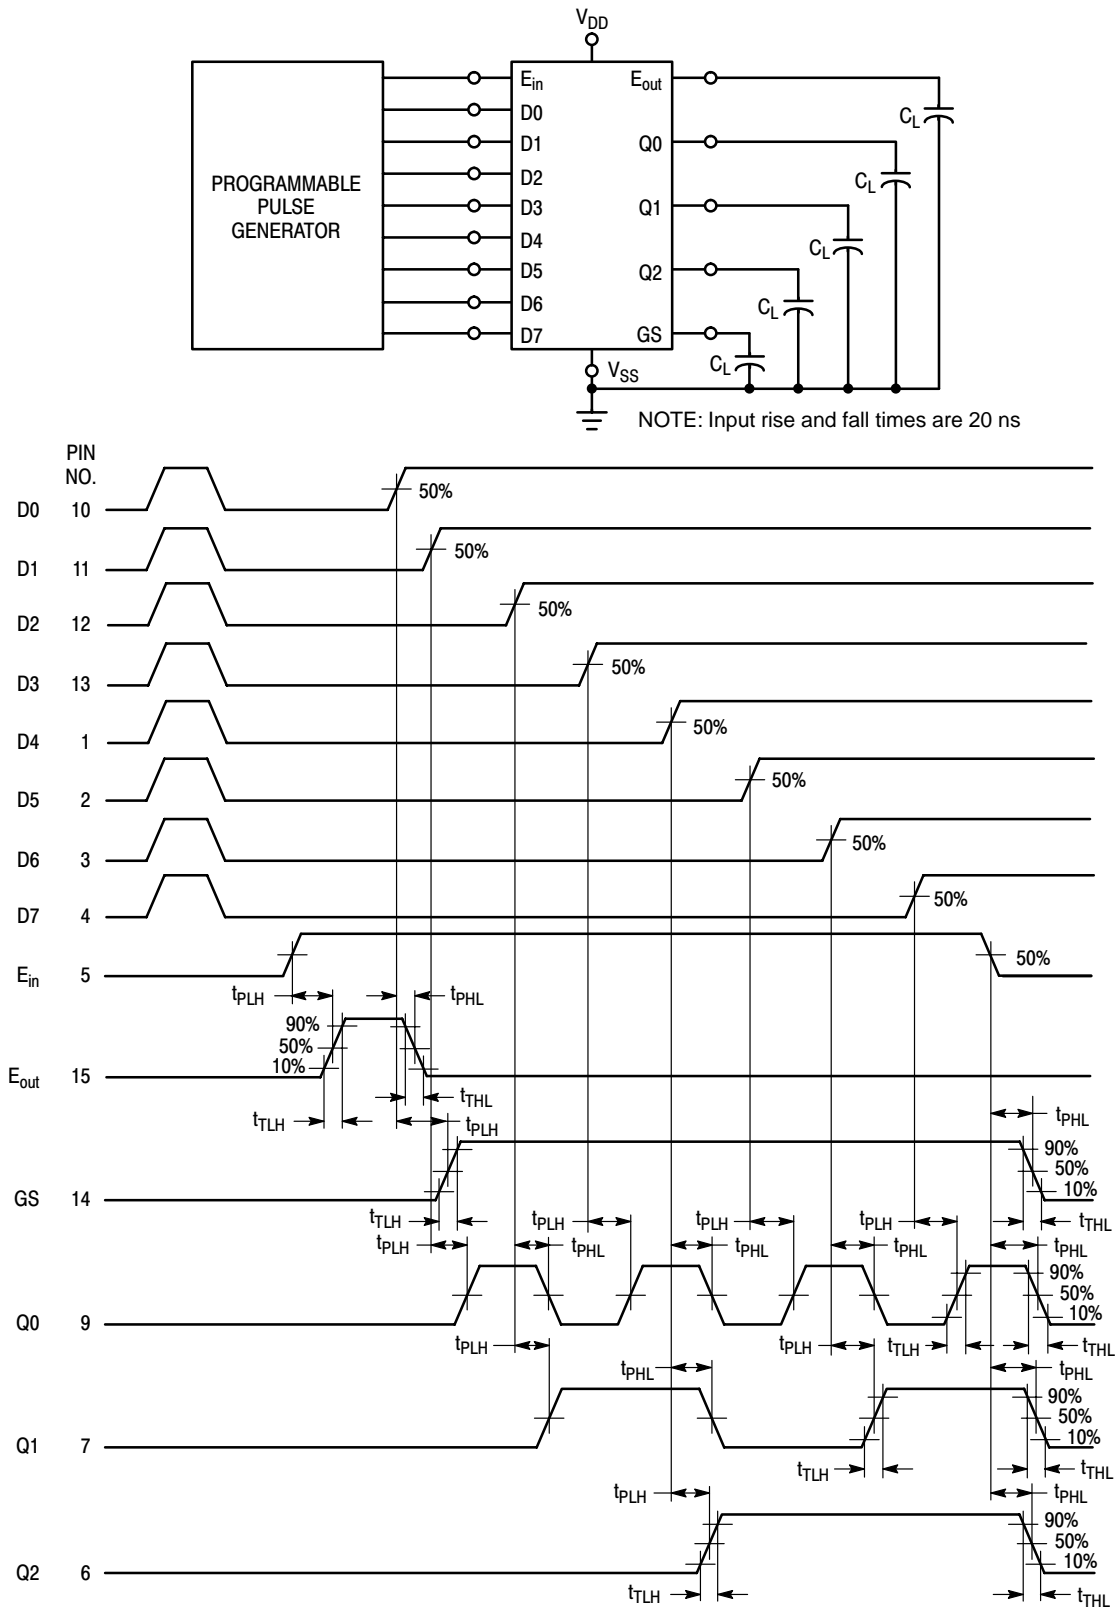 V_DD
PROGRAMMABLE
PULSE
GENERATOR
E_in
D0
D1
D2
D3
D4
D5
D6
D7
E_out
Q0
Q1
Q2
GS
C_L
C_L
C_L
C_L
C_L
V_SS
NOTE: Input rise and fall times are 20 ns
PIN
NO.
D0 10 50%
D1 11 50%
D2 12 50%
D3 13 50%
D4 1 50%
D5 2 50%
D6 3 50%
D7 4 50%
E_in 5 50%
t_PLH t_PHL
90%
50%
10%
E_out 15
t_TLH t_THL
t_PLH t_PHL
90%
50%
10%
GS 14
t_TLH t_PLH t_PLH t_PLH t_THL
t_PLH t_PHL t_PHL t_PHL t_PHL
90%
50%
10%
Q0 9
t_PLH t_PLH t_TLH t_THL
t_PHL t_PHL
90%
50%
10%
Q1 7
t_TLH t_THL
t_PLH t_PHL
90%
50%
10%
Q2 6
t_TLH t_THL